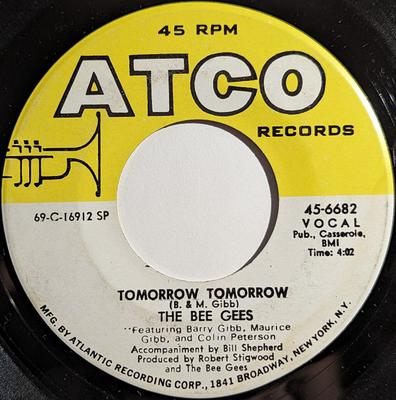 45 RPM
ATCO
RECORDS
69-C-16912 SP
45-6682
VOCAL
Pub., Casserole,
BMI
Time: 4:02
TOMORROW TOMORROW
(B. & M. Gibb)
THE BEE GEES
"Featuring Barry Gibb, Maurice
Gibb, and Colin Peterson
Accompaniment by Bill Shepherd
Produced by Robert Stigwood
and The Bee Gees
MFG. BY ATLANTIC RECORDING CORP., 1841 BROADWAY, NEW YORK, N.Y.